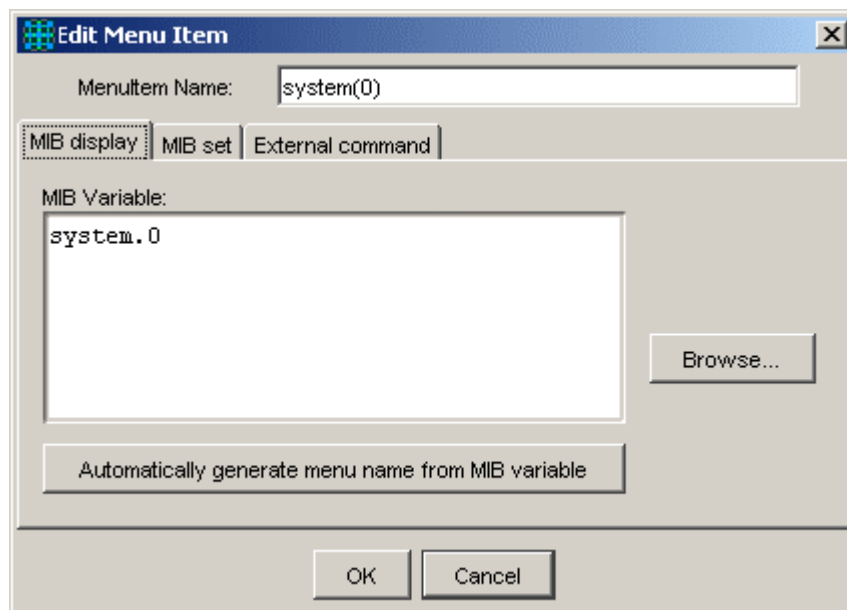 Edit Menu Item
MenuItem Name: system(0)
MIB display MIB set External command
MIB Variable:
system.0
Browse...
Automatically generate menu name from MIB variable
OK Cancel